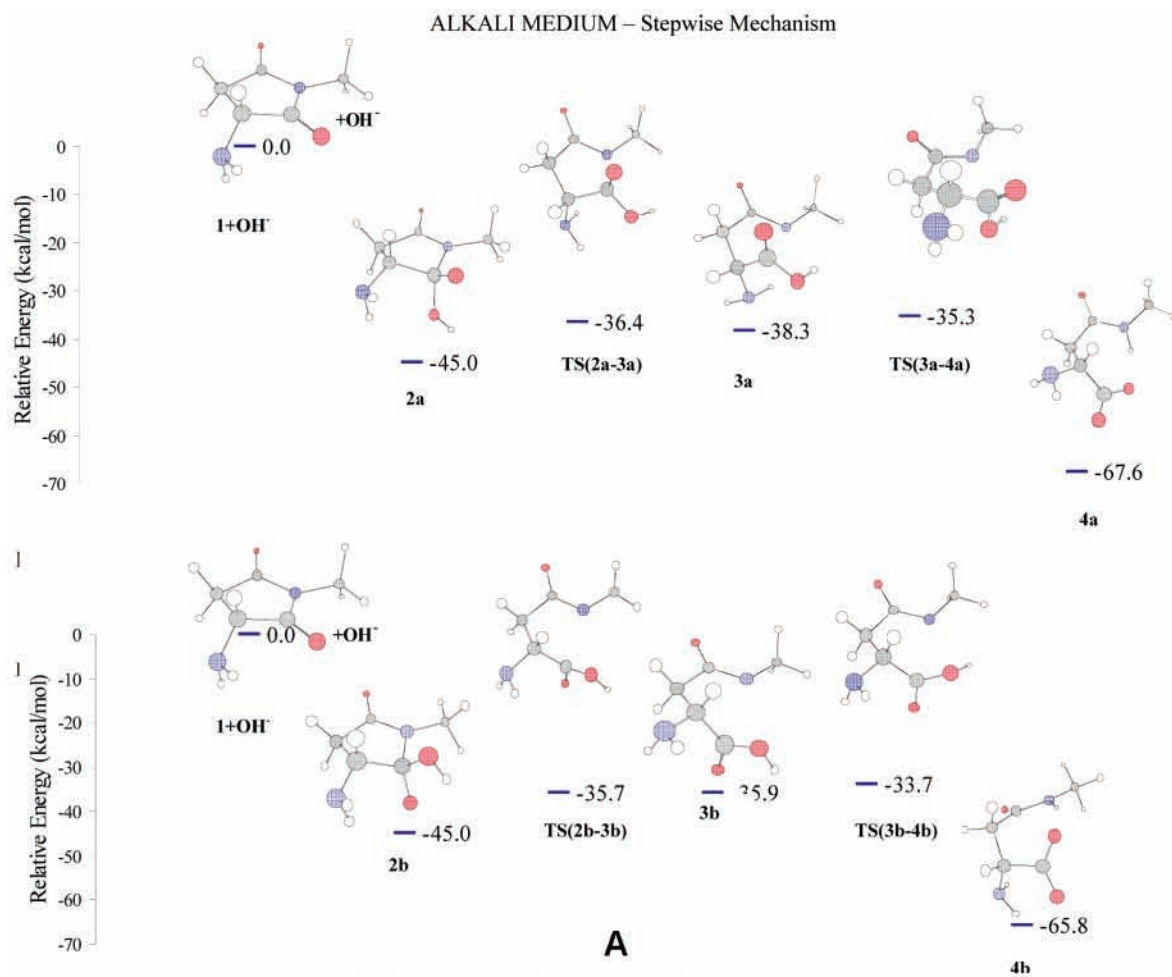 ALKALI MEDIUM – Stepwise Mechanism
Relative Energy (kcal/mol)
0
-10
-20
-30
-40
-50
-60
-70
+OH-
0.0
1+OH-
-45.0
2a
-36.4
TS(2a-3a)
-38.3
3a
-35.3
TS(3a-4a)
-67.6
4a
Relative Energy (kcal/mol)
0
-10
-20
-30
-40
-50
-60
-70
+OH-
0.0
1+OH-
-45.0
2b
-35.7
TS(2b-3b)
35.9
3b
-33.7
TS(3b-4b)
-65.8
4b
A